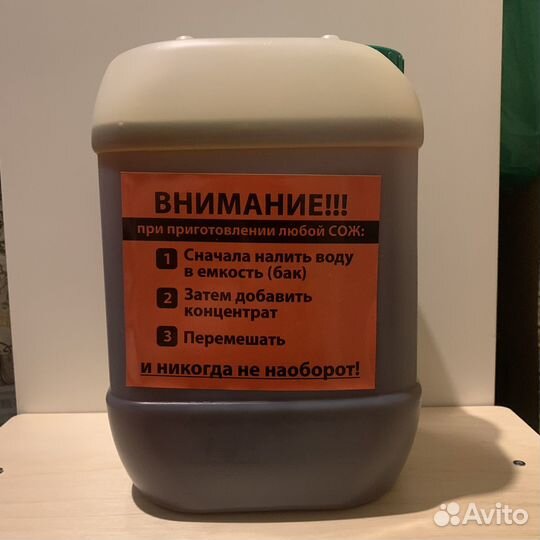 ВНИМАНИЕ!!!
при приготовлении любой СОЖ:
1 Сначала налить воду
в емкость (бак)
2 Затем добавить
концентрат
3 Перемешать
и никогда не наоборот!
Avito